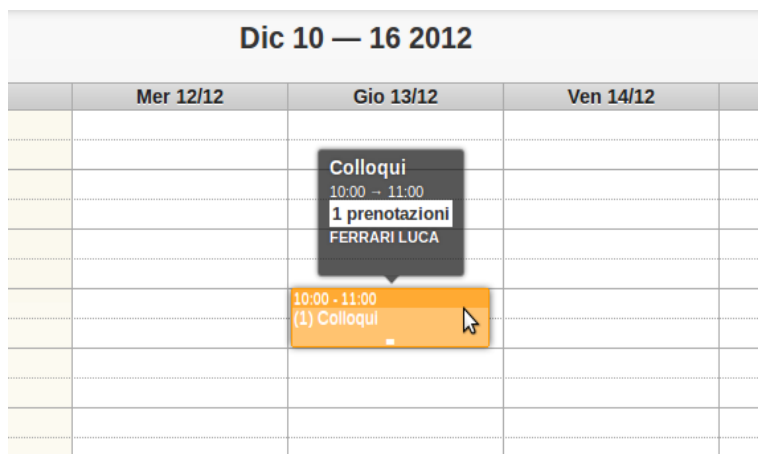 Dic 10 — 16 2012
Mer 12/12
Gio 13/12
Ven 14/12
Colloqui
10:00 → 11:00
1 prenotazioni
FERRARI LUCA
10:00 - 11:00
(1) Colloqui